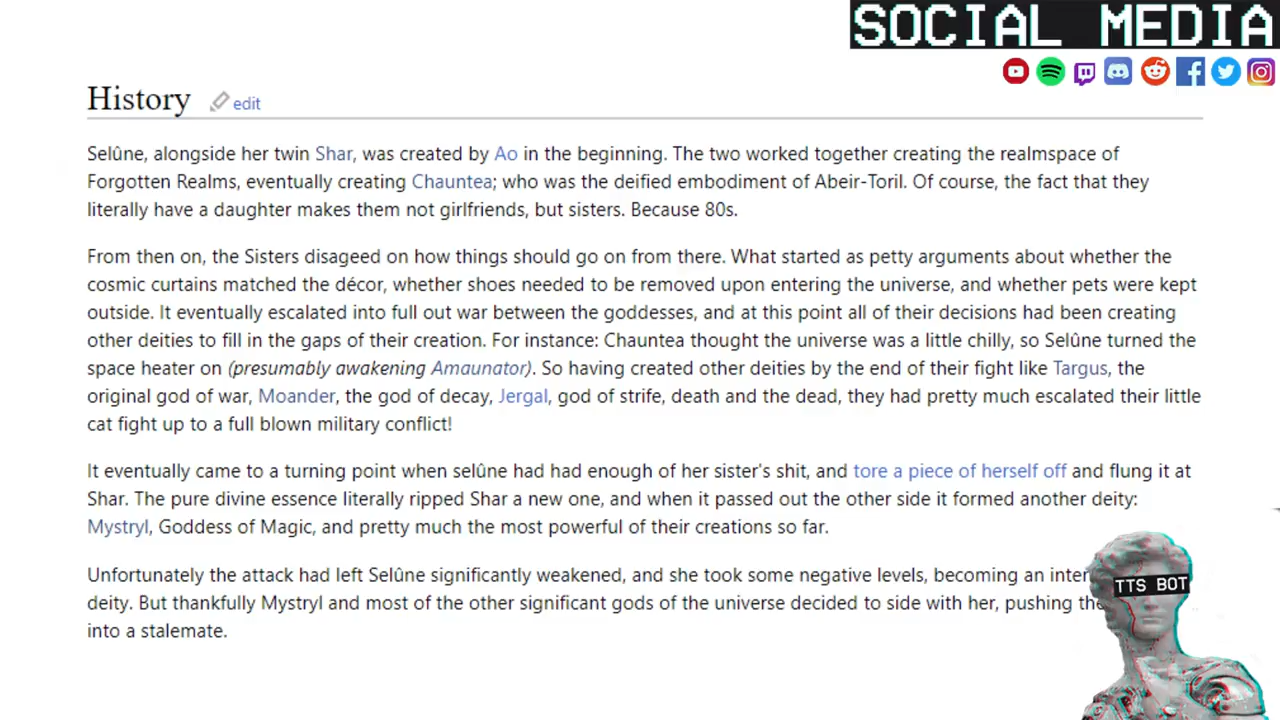 SOCIAL MEDIA
History edit
Selûne, alongside her twin Shar, was created by Ao in the beginning. The two worked together creating the realmspace of
Forgotten Realms, eventually creating Chauntea; who was the deified embodiment of Abeir-Toril. Of course, the fact that they
literally have a daughter makes them not girlfriends, but sisters. Because 80s.
From then on, the Sisters disageed on how things should go on from there. What started as petty arguments about whether the
cosmic curtains matched the décor, whether shoes needed to be removed upon entering the universe, and whether pets were kept
outside. It eventually escalated into full out war between the goddesses, and at this point all of their decisions had been creating
other deities to fill in the gaps of their creation. For instance: Chauntea thought the universe was a little chilly, so Selûne turned the
space heater on (presumably awakening Amaunator). So having created other deities by the end of their fight like Targus, the
original god of war, Moander, the god of decay, Jergal, god of strife, death and the dead, they had pretty much escalated their little
cat fight up to a full blown military conflict!
It eventually came to a turning point when selûne had had enough of her sister's shit, and tore a piece of herself off and flung it at
Shar. The pure divine essence literally ripped Shar a new one, and when it passed out the other side it formed another deity:
Mystryl, Goddess of Magic, and pretty much the most powerful of their creations so far.
Unfortunately the attack had left Selûne significantly weakened, and she took some negative levels, becoming an
deity. But thankfully Mystryl and most of the other significant gods of the universe decided to side with her, pushing
into a stalemate.
TTS BOT